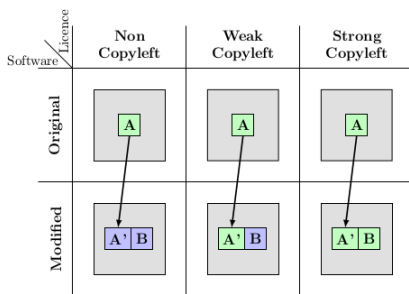 Licence
Software
Non
Copyleft
Weak
Copyleft
Strong
Copyleft
Original
A
A
A
Modified
A' B
A' B
A' B